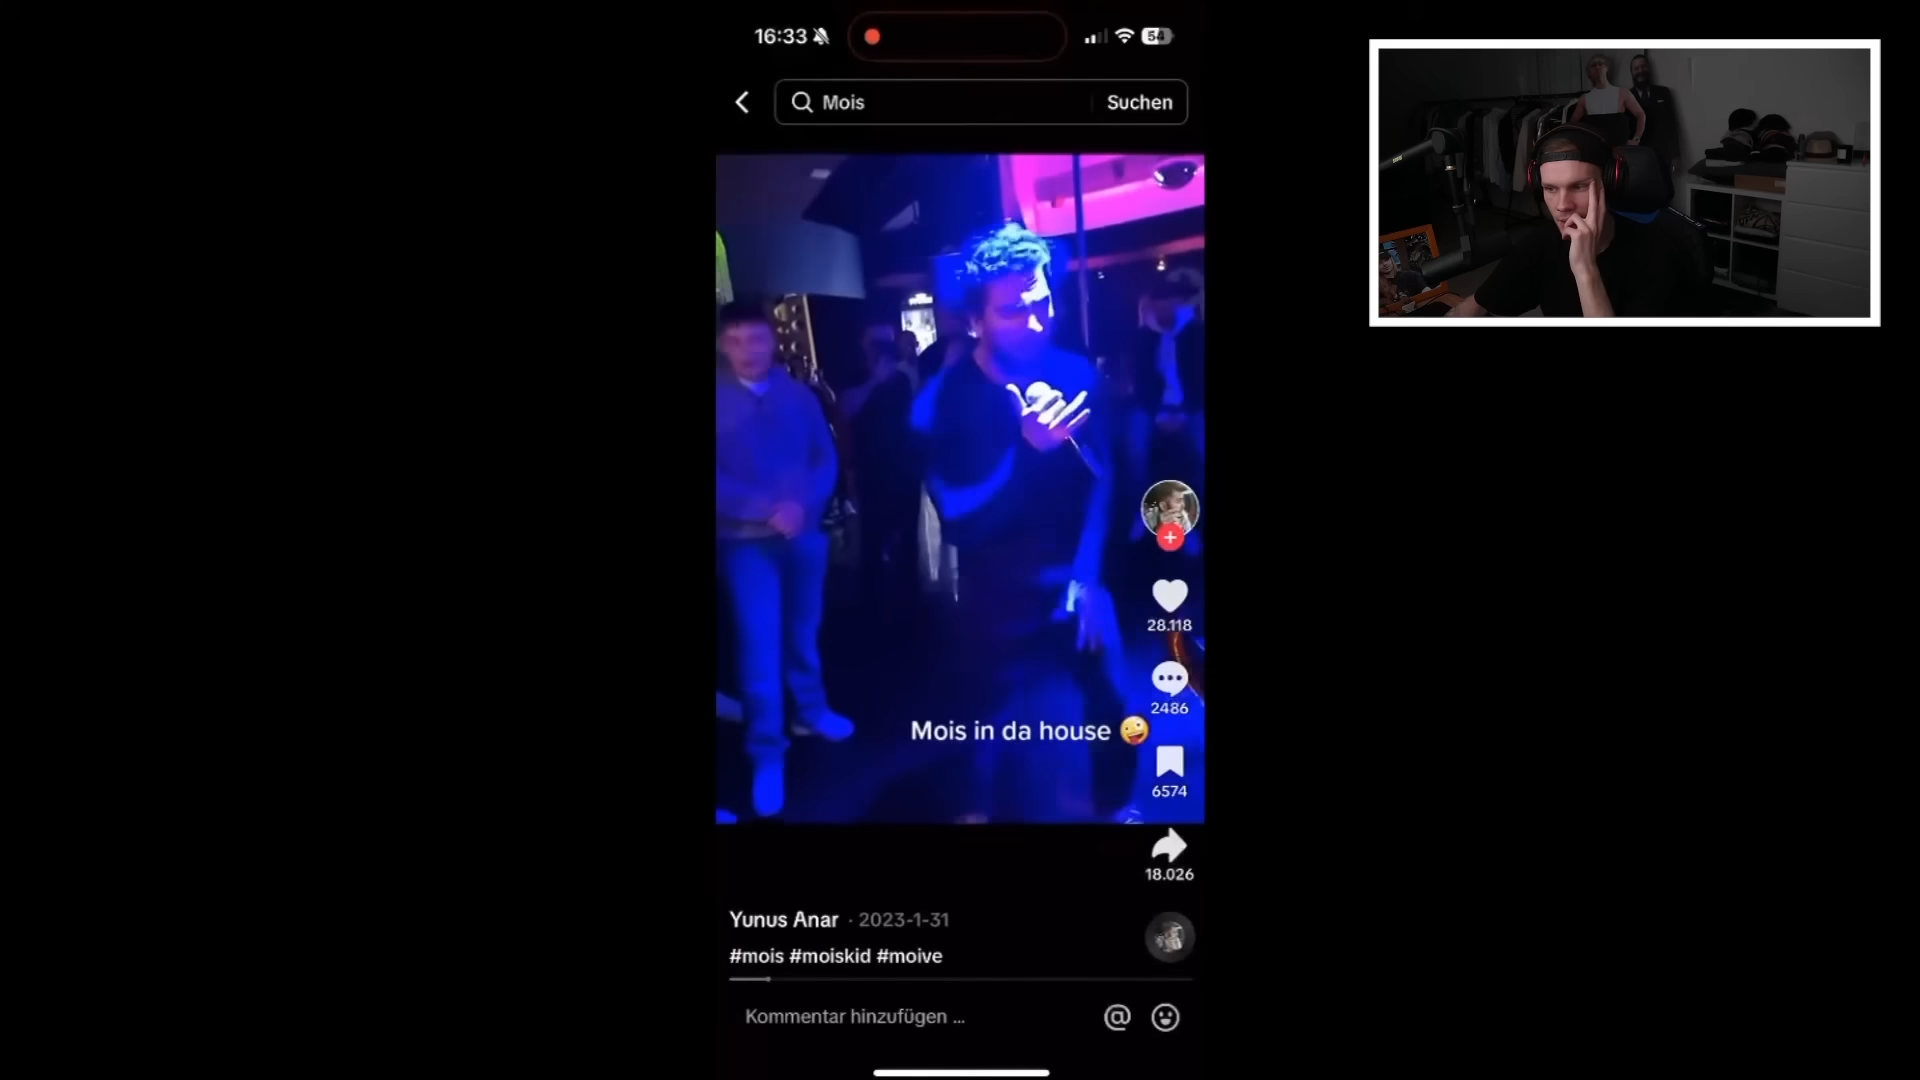 16:33
54
Mois
Suchen
28.118
2486
Mois in da house 🤪
6574
18.026
Yunus Anar · 2023-1-31
#mois #moiskid #moive
Kommentar hinzufügen ...